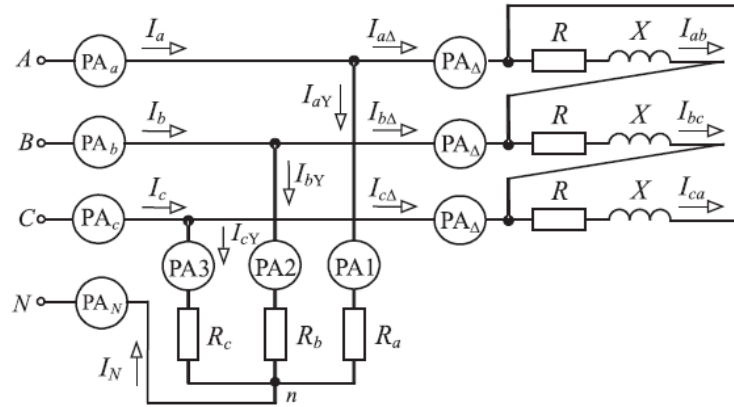 I_a I_aΔ R X I_ab
A PA_a PA_Δ
I_aY
I_b I_bΔ R X I_bc
B PA_b PA_Δ
I_bY
I_c I_cΔ R X I_ca
C PA_c PA_Δ
I_cY
PA3 PA2 PA1
N PA_N
R_c R_b R_a
I_N
n